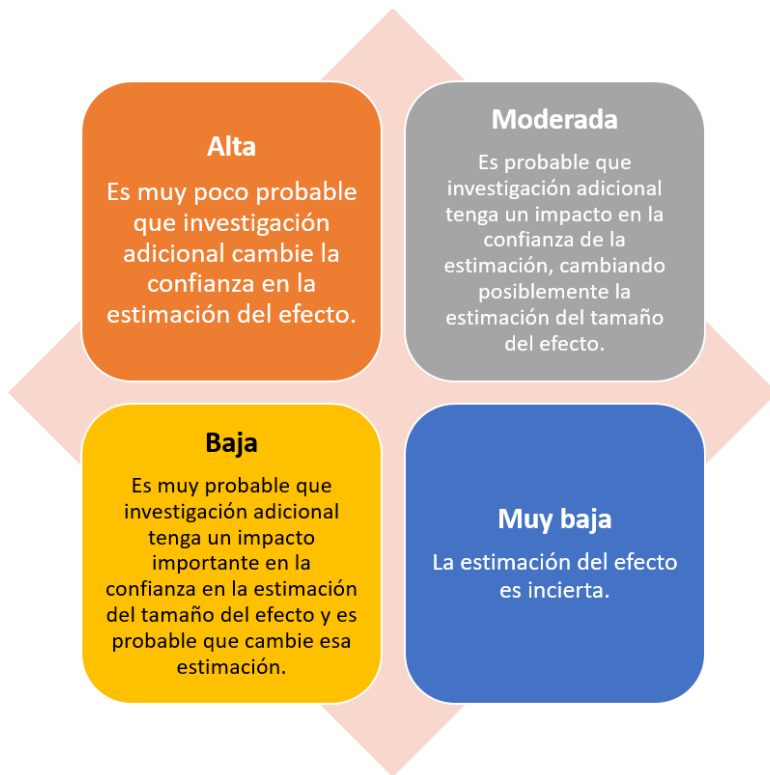 Alta
Es muy poco probable
que investigación
adicional cambie la
confianza en la
estimación del efecto.
Moderada
Es probable que
investigación adicional
tenga un impacto en la
confianza de la
estimación, cambiando
posiblemente la
estimación del tamaño
del efecto.
Baja
Es muy probable que
investigación adicional
tenga un impacto
importante en la
confianza en la estimación
del tamaño del efecto y es
probable que cambie esa
estimación.
Muy baja
La estimación del efecto
es incierta.